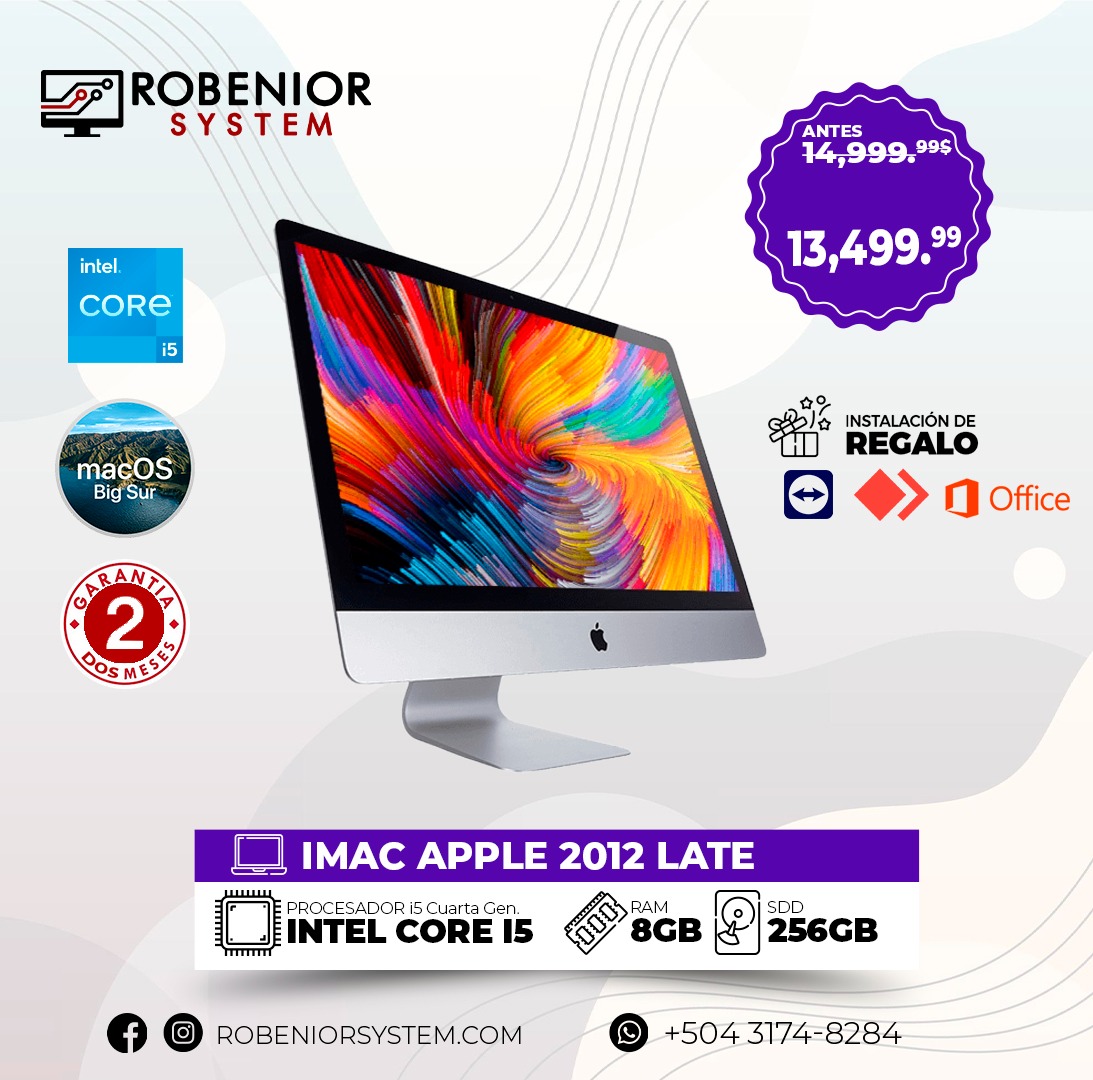 ROBENIOR
SYSTEM
ANTES
14,999.99$
13,499.99
intel.
CORE
i5
macOS
Big Sur
GARANTIA
2
DOS MESES
INSTALACIÓN DE
REGALO
Office
IMAC APPLE 2012 LATE
PROCESADOR i5 Cuarta Gen.
INTEL CORE I5
RAM
8GB
SDD
256GB
ROBENIORSYSTEM.COM
+504 3174-8284